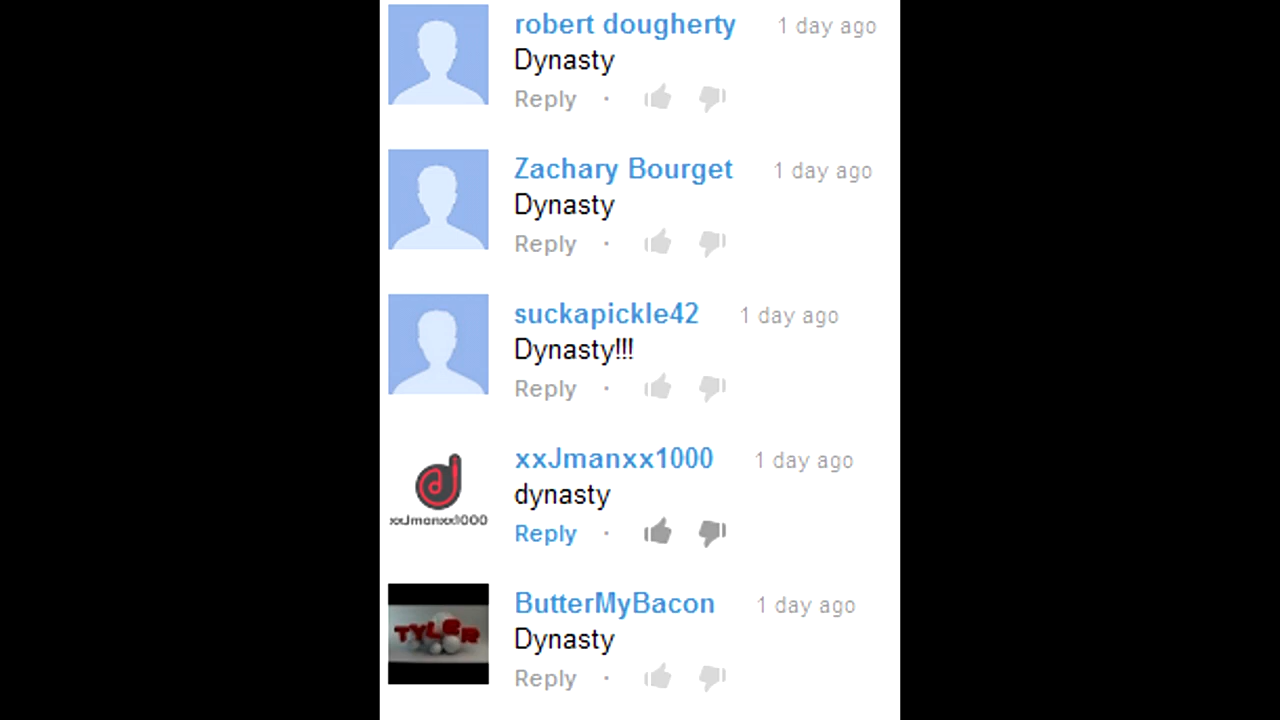 robert dougherty 1 day ago
Dynasty
Reply ·
Zachary Bourget 1 day ago
Dynasty
Reply ·
suckapickle42 1 day ago
Dynasty!!!
Reply ·
xxJmanxx1000 1 day ago
dynasty
xxJmanxx1000
Reply ·
ButterMyBacon 1 day ago
TYLER
Dynasty
Reply ·